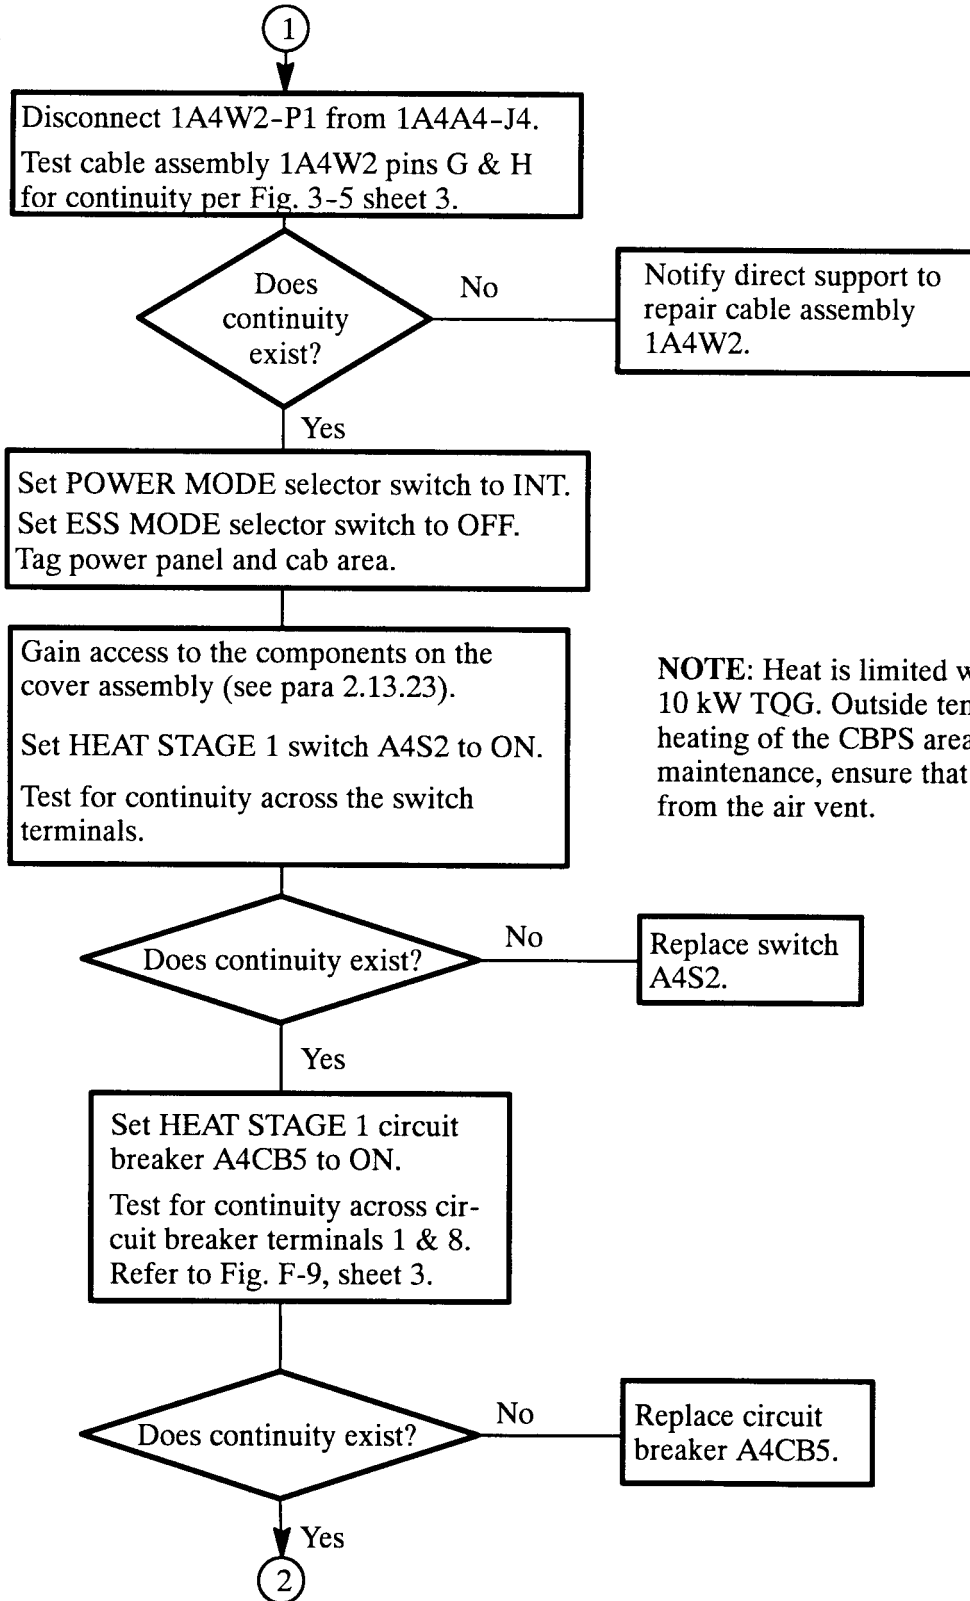 1
Disconnect 1A4W2-P1 from 1A4A4-J4.
Test cable assembly 1A4W2 pins G & H
for continuity per Fig. 3-5 sheet 3.
Does
continuity
exist?
No
Notify direct support to
repair cable assembly
1A4W2.
Yes
Set POWER MODE selector switch to INT.
Set ESS MODE selector switch to OFF.
Tag power panel and cab area.
Gain access to the components on the
cover assembly (see para 2.13.23).
Set HEAT STAGE 1 switch A4S2 to ON.
Test for continuity across the switch
terminals.
NOTE: Heat is limited
10 kW TQG. Outside
heating of the CBPS area
maintenance, ensure that
from the air vent.
Does continuity exist?
No
Replace switch
A4S2.
Yes
Set HEAT STAGE 1 circuit
breaker A4CB5 to ON.
Test for continuity across cir-
cuit breaker terminals 1 & 8.
Refer to Fig. F-9, sheet 3.
Does continuity exist?
No
Replace circuit
breaker A4CB5.
Yes
2